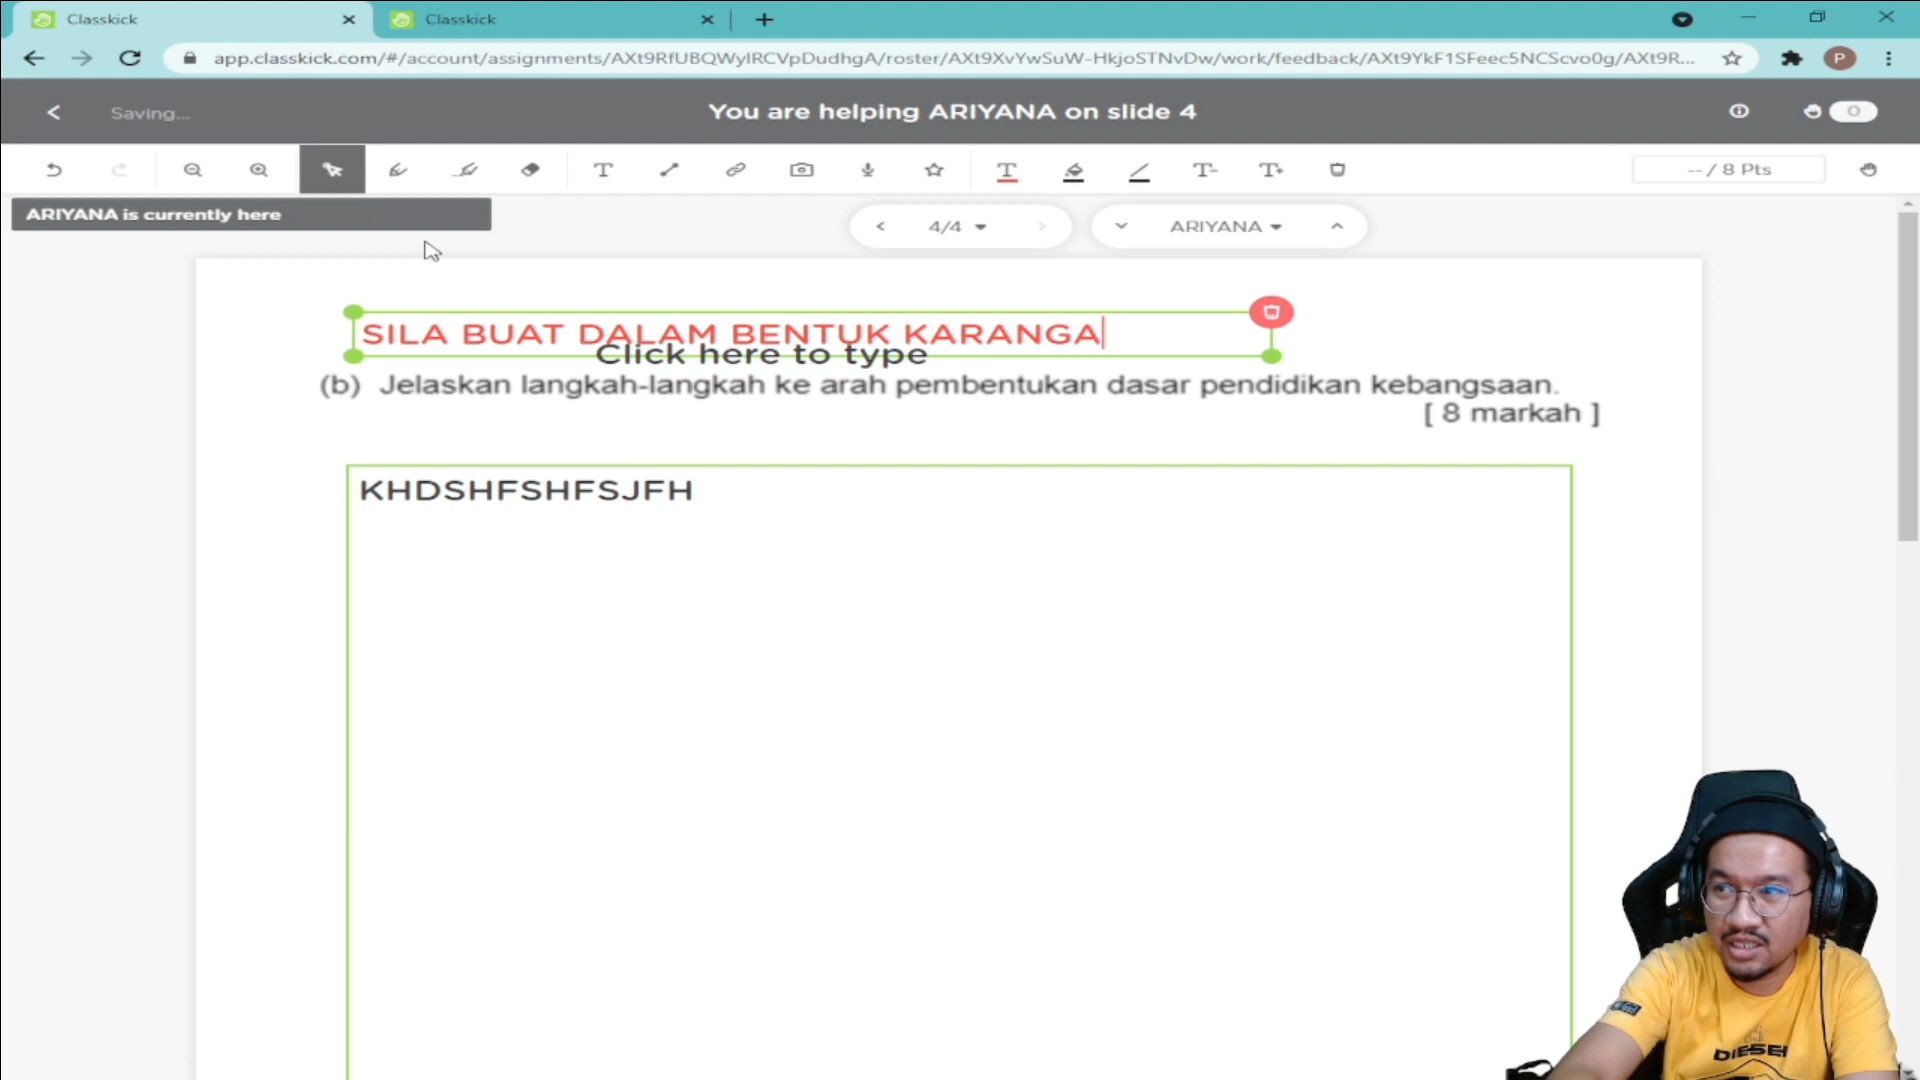 Classkick
Classkick
app.classkick.com/#/account/assignments/AXt9RfUBQWyIRCVpDudhgA/roster/AXt9XvYwSuW-HkjoSTNvDw/work/feedback/AXt9YkF1SFeec5NCScvo0g/AXt9R...
P
Saving...
You are helping ARIYANA on slide 4
0
-- / 8 Pts
ARIYANA is currently here
4/4
ARIYANA
SILA BUAT DALAM BENTUK KARANGA
Click here to type
(b) Jelaskan langkah-langkah ke arah pembentukan dasar pendidikan kebangsaan.
[ 8 markah ]
KHDSHFSHFSJFH
DIESEL